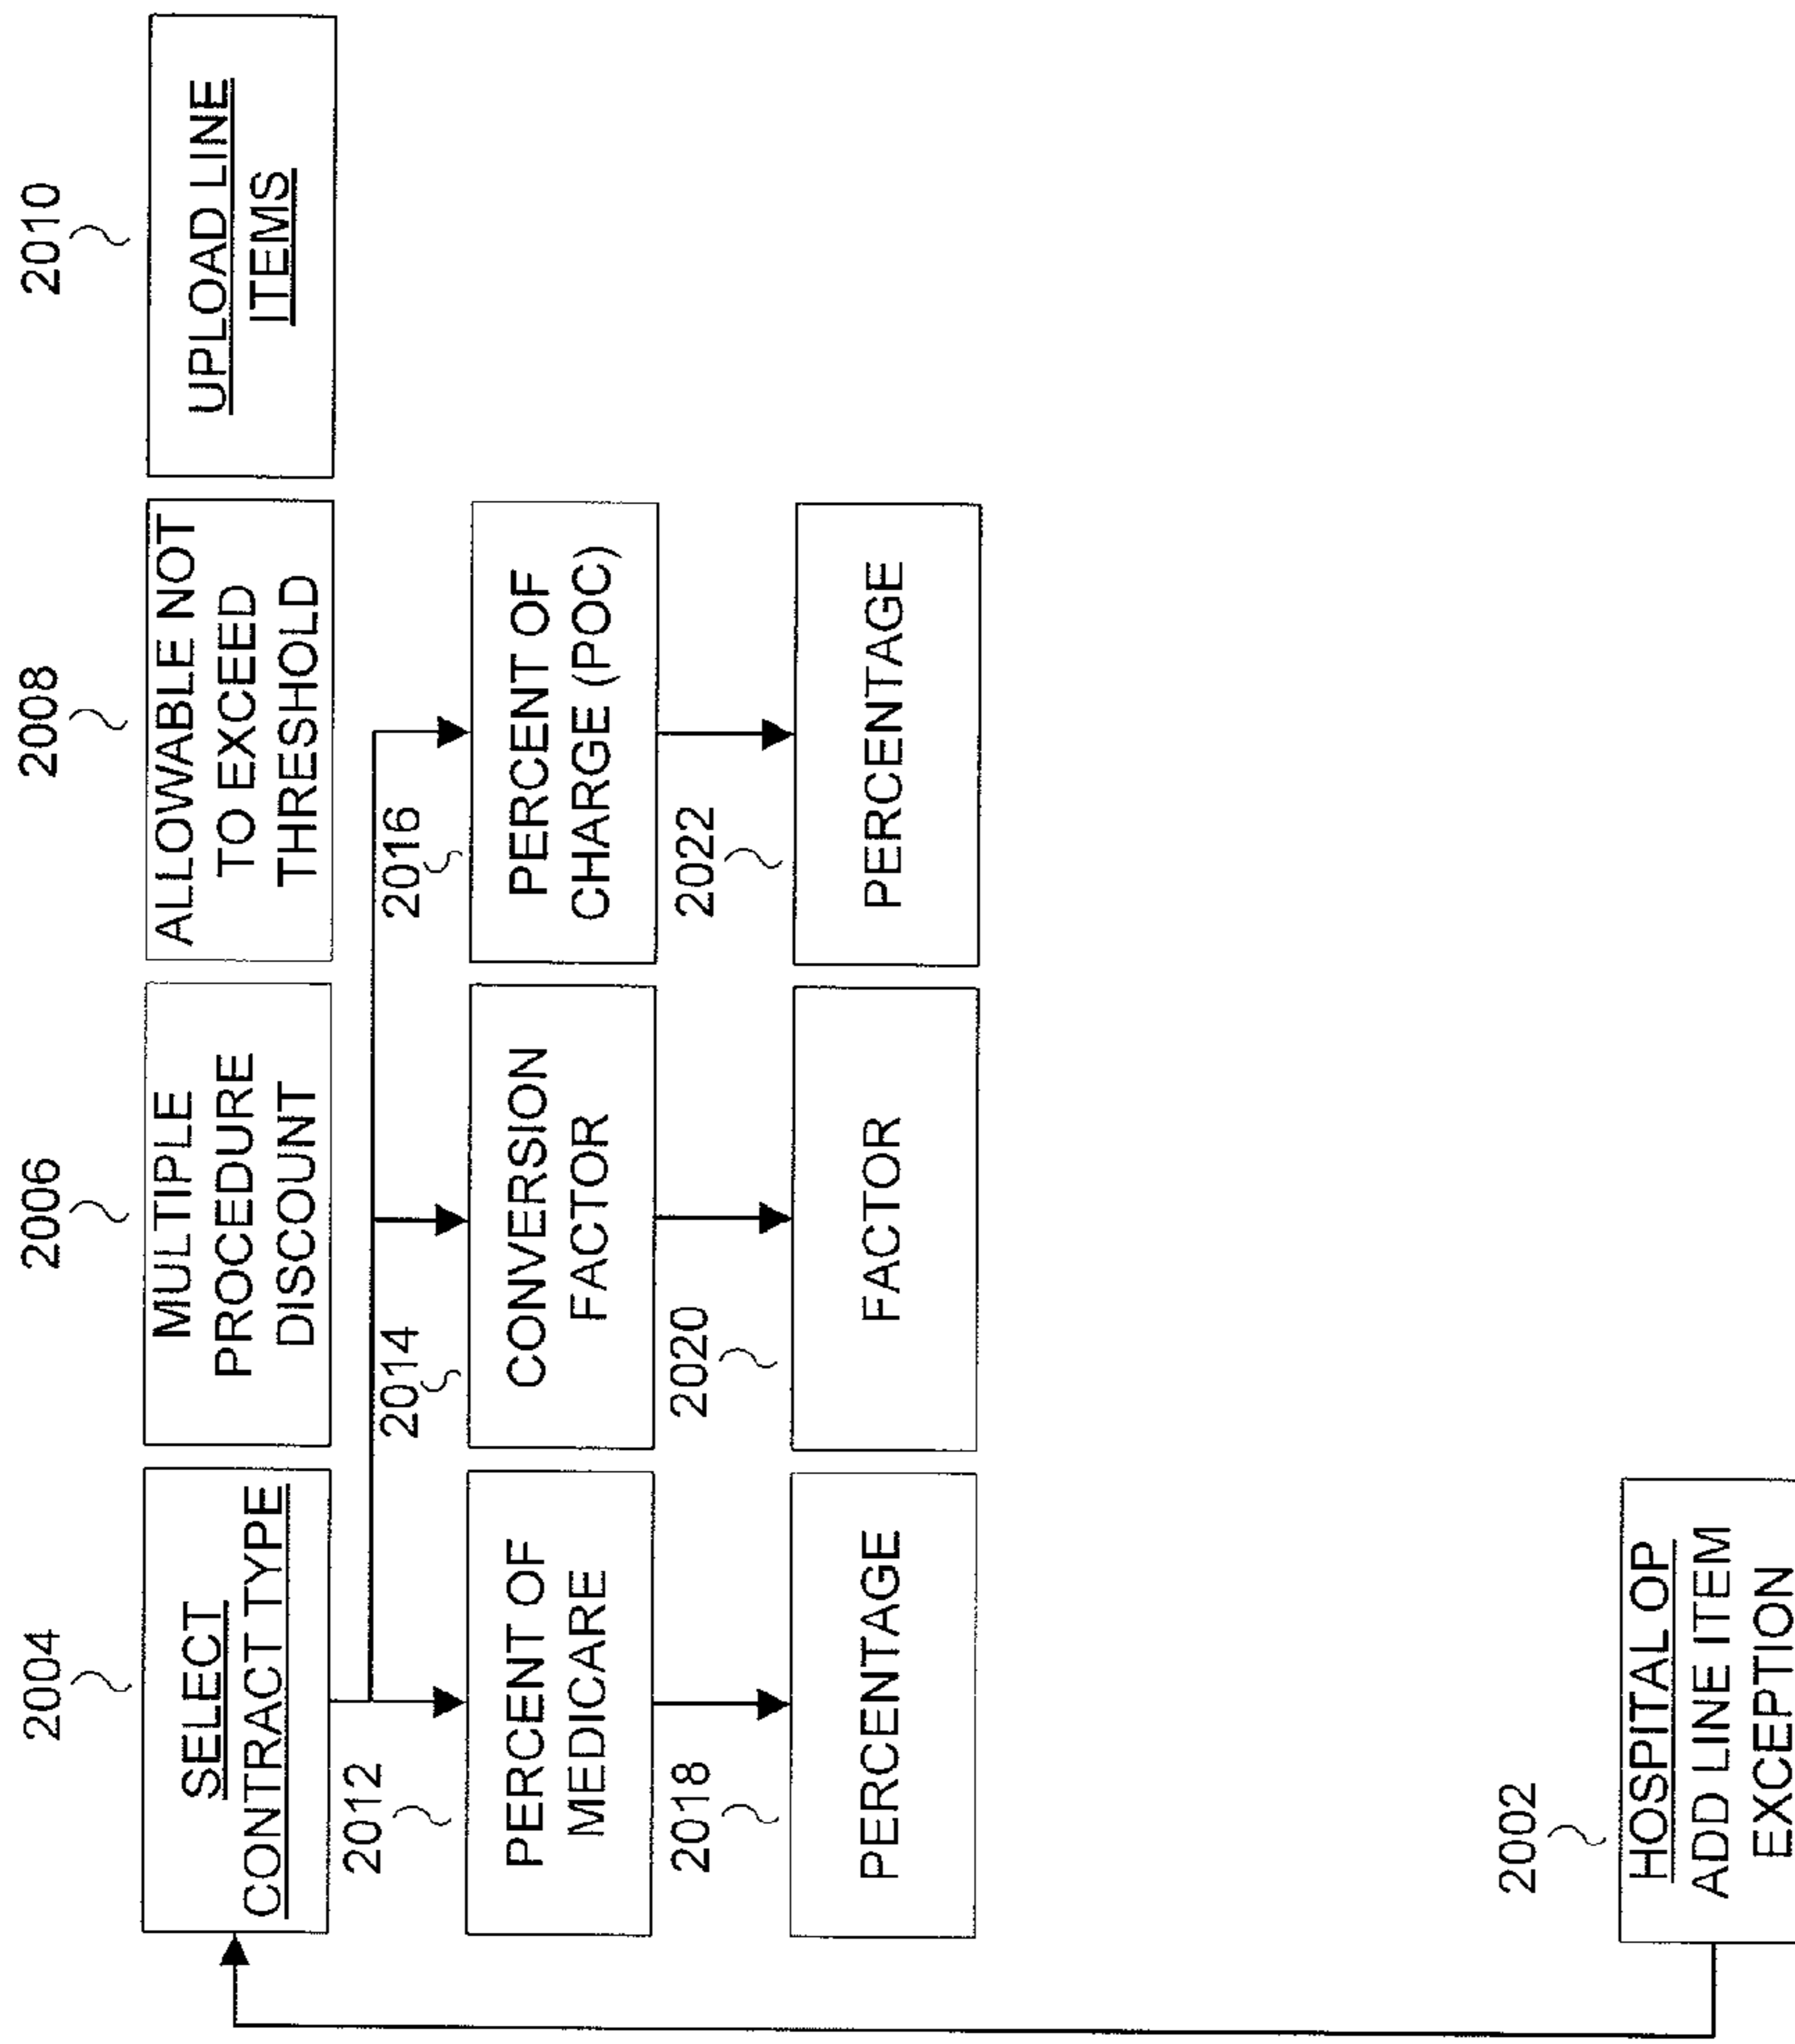 2004
SELECT
CONTRACT TYPE
2006
MULTIPLE
PROCEDURE
DISCOUNT
2008
ALLOWABLE NOT
TO EXCEED
THRESHOLD
2010
UPLOAD LINE
ITEMS
2012
PERCENT OF
MEDICARE
2014
CONVERSION
FACTOR
2016
PERCENT OF
CHARGE (POC)
2018
PERCENTAGE
2020
FACTOR
2022
PERCENTAGE
2002
HOSPITAL OP
ADD LINE ITEM
EXCEPTION